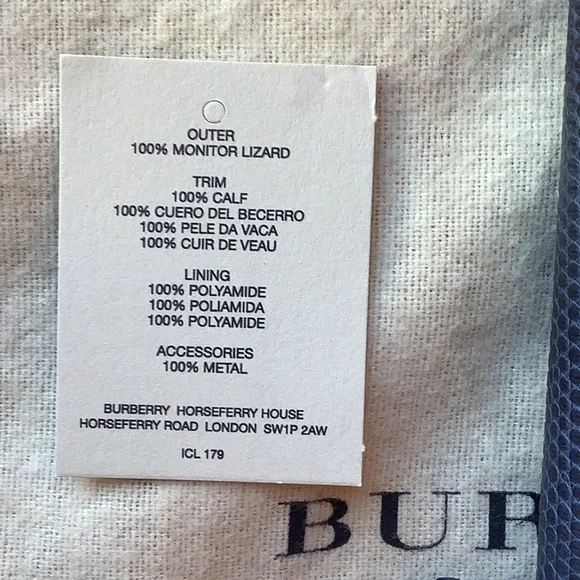 OUTER
100% MONITOR LIZARD
TRIM
100% CALF
100% CUERO DEL BECERRO
100% PELE DA VACA
100% CUIR DE VEAU
LINING
100% POLYAMIDE
100% POLIAMIDA
100% POLYAMIDE
ACCESSORIES
100% METAL
BURBERRY HORSEFERRY HOUSE
HORSEFERRY ROAD LONDON SW1P 2AW
ICL 179
BUR